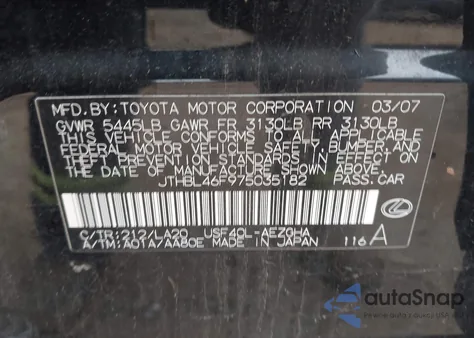 MFD. BY: TOYOTA MOTOR CORPORATION 03/07
GVWR 5445LB GAWR FR 3130LB RR 3130LB
THIS VEHICLE CONFORMS TO ALL APPLICABLE
FEDERAL MOTOR VEHICLE SAFETY, BUMPER, AND
THEFT PREVENTION STANDARDS IN EFFECT ON
THE DATE OF MANUFACTURE SHOWN ABOVE.
JTHBL46F975035182 PASS.CAR
C/TR:212/LA20 USF40L-AEZGHA
A/TM:A01A/AA80E MADE IN JAPAN 116A
autoSnap